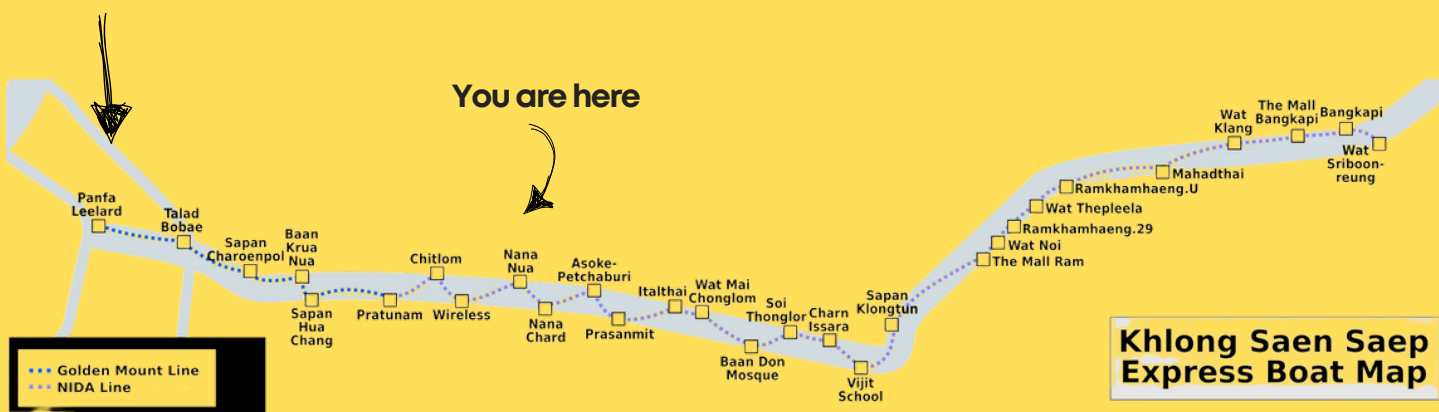 You are here
Panfa
Leelard
Talad
Bobae
Sapan
Charoenpol
Baan
Krua
Nua
Sapan
Hua
Chang
Pratunam
Chitlom
Wireless
Nana
Nua
Nana
Chard
Asoke-
Petchaburi
Prasanmit
Italthai
Wat Mai
Chonglom
Baan Don
Mosque
Soi
Thonglor
Charn
Issara
Vijit
School
Sapan
Klongtun
The Mall Ram
Wat Noi
Ramkhamhaeng.29
Wat Thepleela
Ramkhamhaeng.U
Mahadthai
Wat
Klang
The Mall
Bangkapi
Bangkapi
Wat
Sriboon-
reung
Golden Mount Line
NIDA Line
Khlong Saen Saep
Express Boat Map